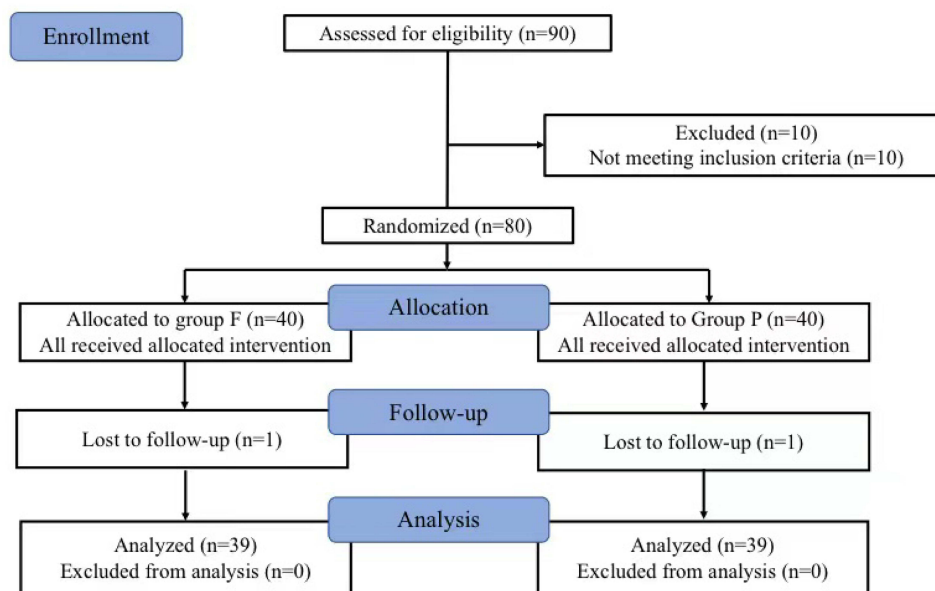 Enrollment
Assessed for eligibility (n=90)
Excluded (n=10)
Not meeting inclusion criteria (n=10)
Randomized (n=80)
Allocation
Allocated to group F (n=40)
All received allocated intervention
Allocated to Group P (n=40)
All received allocated intervention
Follow-up
Lost to follow-up (n=1)
Lost to follow-up (n=1)
Analysis
Analyzed (n=39)
Excluded from analysis (n=0)
Analyzed (n=39)
Excluded from analysis (n=0)